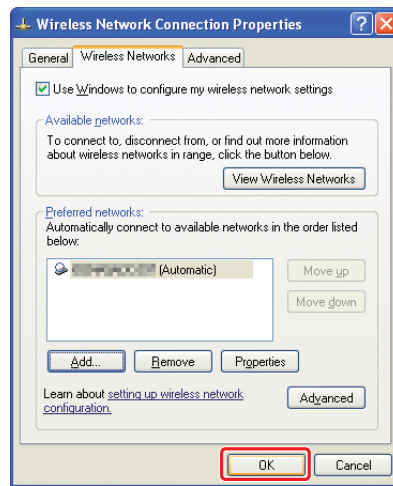 Wireless Network Connection Properties
General Wireless Networks Advanced
Use Windows to configure my wireless network settings
Available networks:
To connect to, disconnect from, or find out more information
about wireless networks in range, click the button below.
View Wireless Networks
Preferred networks:
Automatically connect to available networks in the order listed
below:
(Automatic)
Move up
Move down
Add... Remove Properties
Learn about setting up wireless network
configuration.
Advanced
OK Cancel